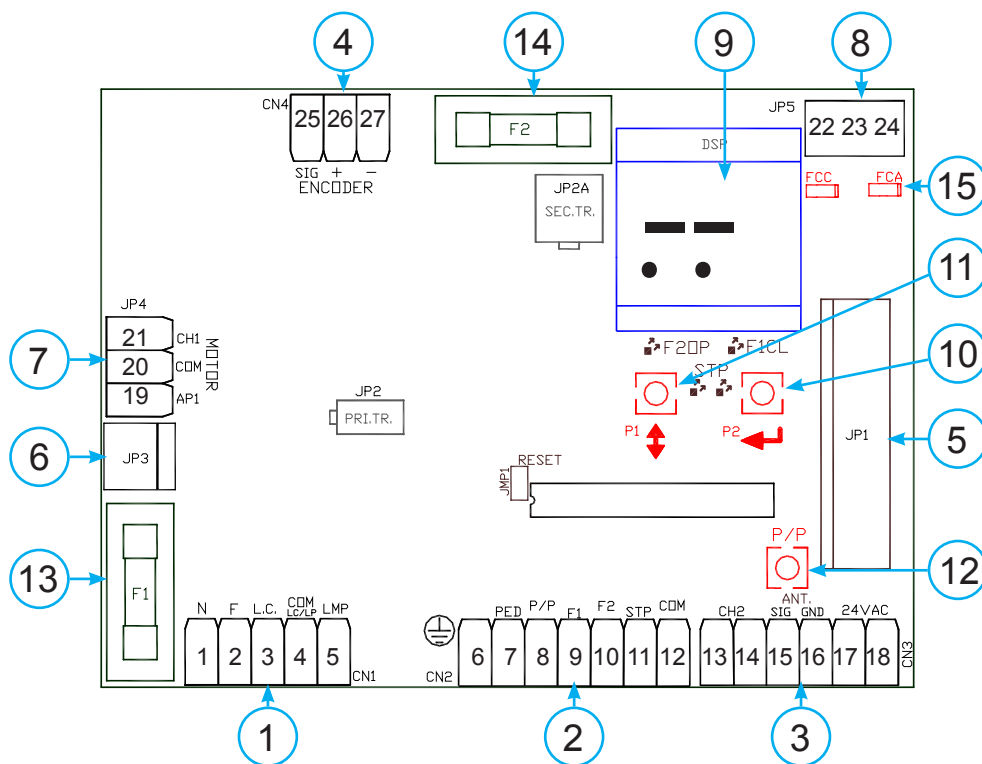 4 14 9 8
CN4 25 26 27
SIG + −
ENCODER
F2
DSP
JP5 22 23 24
FCC FCA
15
JP2A
SEC.TR.
11
JP4
21 CH1
20 COM
19 AP1
MOTOR
7
F2OP F1CL
STP
10
JP2
PRI.TR.
P1 P2
6
JP3
JP1
5
RESET
JMP1
13
F1
P/P
12
ANT.
N F L.C. COM LC/LP LMP
1 2 3 4 5
CN1
PED P/P F1 F2 STP COM
CN2 6 7 8 9 10 11 12
CH2 SIG GND 24VAC
13 14 15 16 17 18
CN3
1 2 3